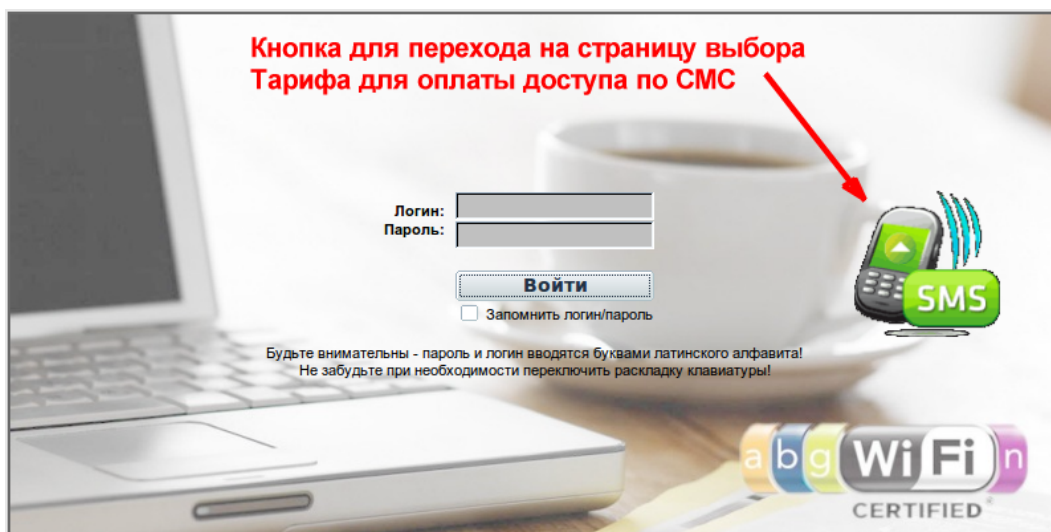 Кнопка для перехода на страницу выбора
Тарифа для оплаты доступа по СМС
Логин:
Пароль:
Войти
Запомнить логин/пароль
SMS
Будьте внимательны - пароль и логин вводятся буквами латинского алфавита!
Не забудьте при необходимости переключить раскладку клавиатуры!
a b g Wi Fi n
CERTIFIED®